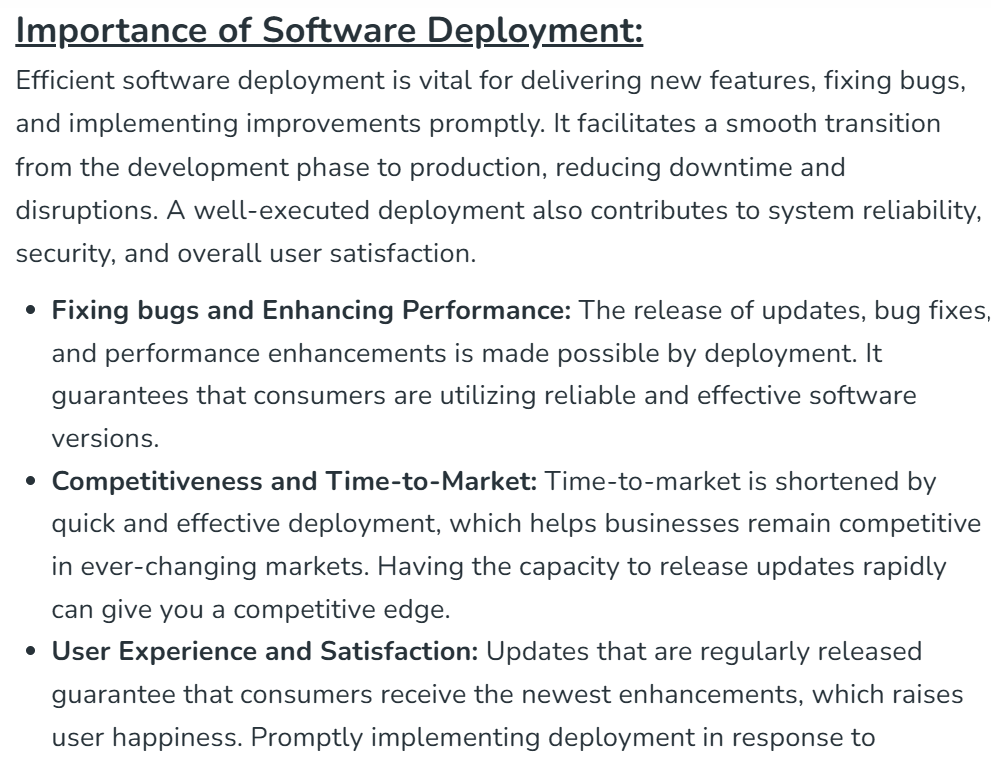 Importance of Software Deployment:
Efficient software deployment is vital for delivering new features, fixing bugs,
and implementing improvements promptly. It facilitates a smooth transition
from the development phase to production, reducing downtime and
disruptions. A well-executed deployment also contributes to system reliability,
security, and overall user satisfaction.
• Fixing bugs and Enhancing Performance: The release of updates, bug fixes,
and performance enhancements is made possible by deployment. It
guarantees that consumers are utilizing reliable and effective software
versions.
• Competitiveness and Time-to-Market: Time-to-market is shortened by
quick and effective deployment, which helps businesses remain competitive
in ever-changing markets. Having the capacity to release updates rapidly
can give you a competitive edge.
• User Experience and Satisfaction: Updates that are regularly released
guarantee that consumers receive the newest enhancements, which raises
user happiness. Promptly implementing deployment in response to